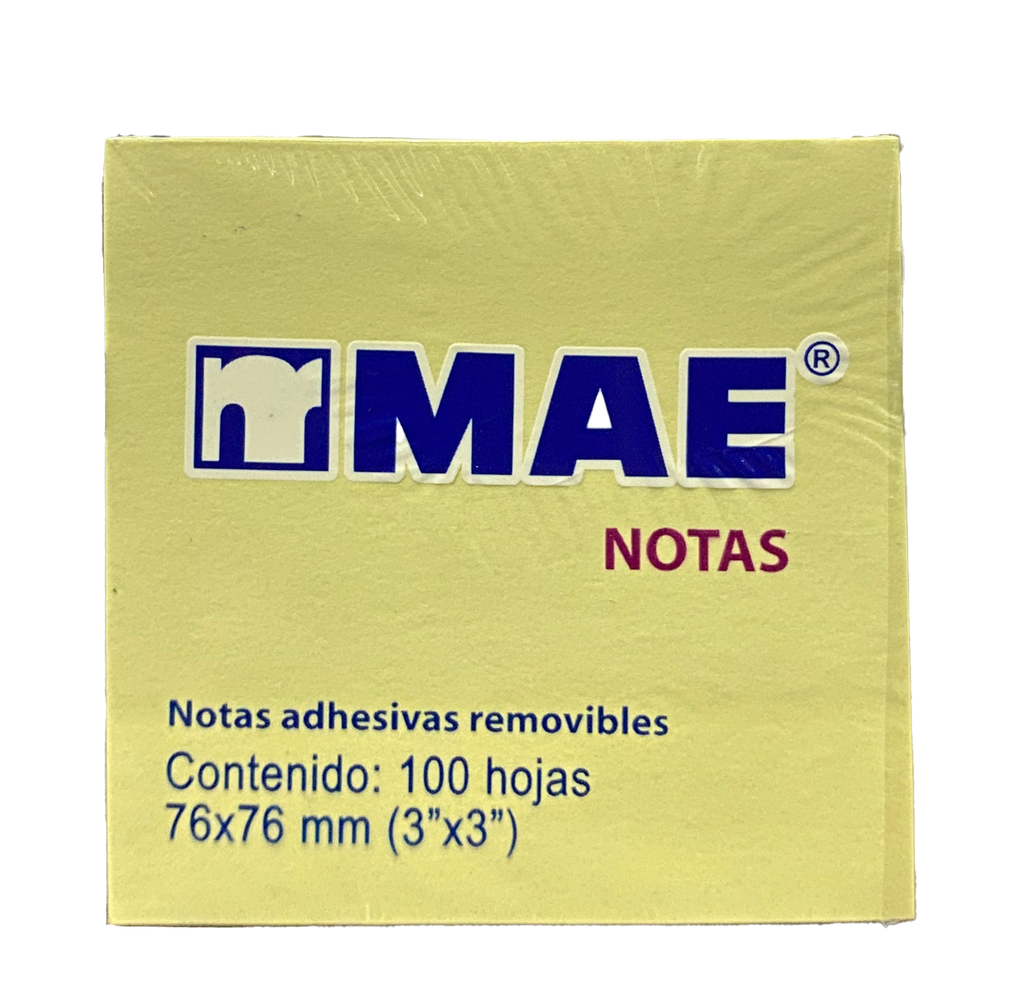 MAE®
NOTAS
Notas adhesivas removibles
Contenido: 100 hojas
76x76 mm (3”x3”)